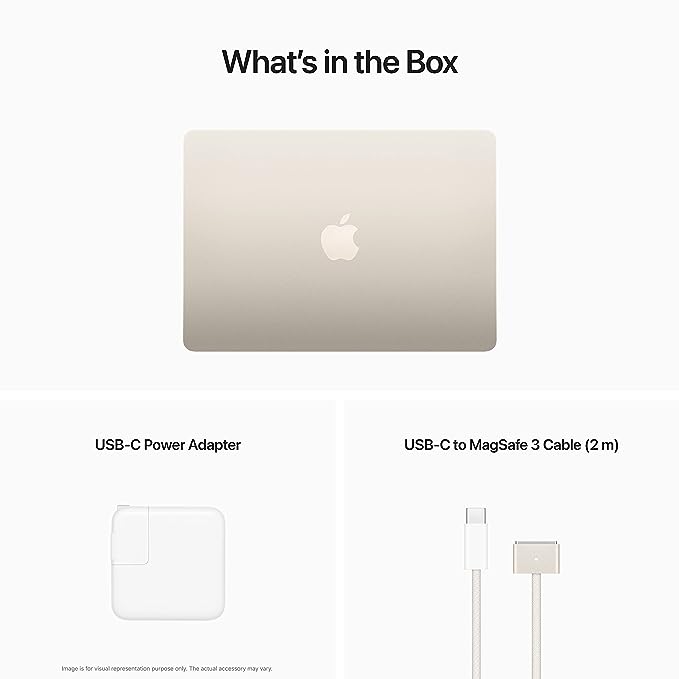 What’s in the Box
USB-C Power Adapter
USB-C to MagSafe 3 Cable (2 m)
Image is for visual representation purpose only. The actual accessory may vary.